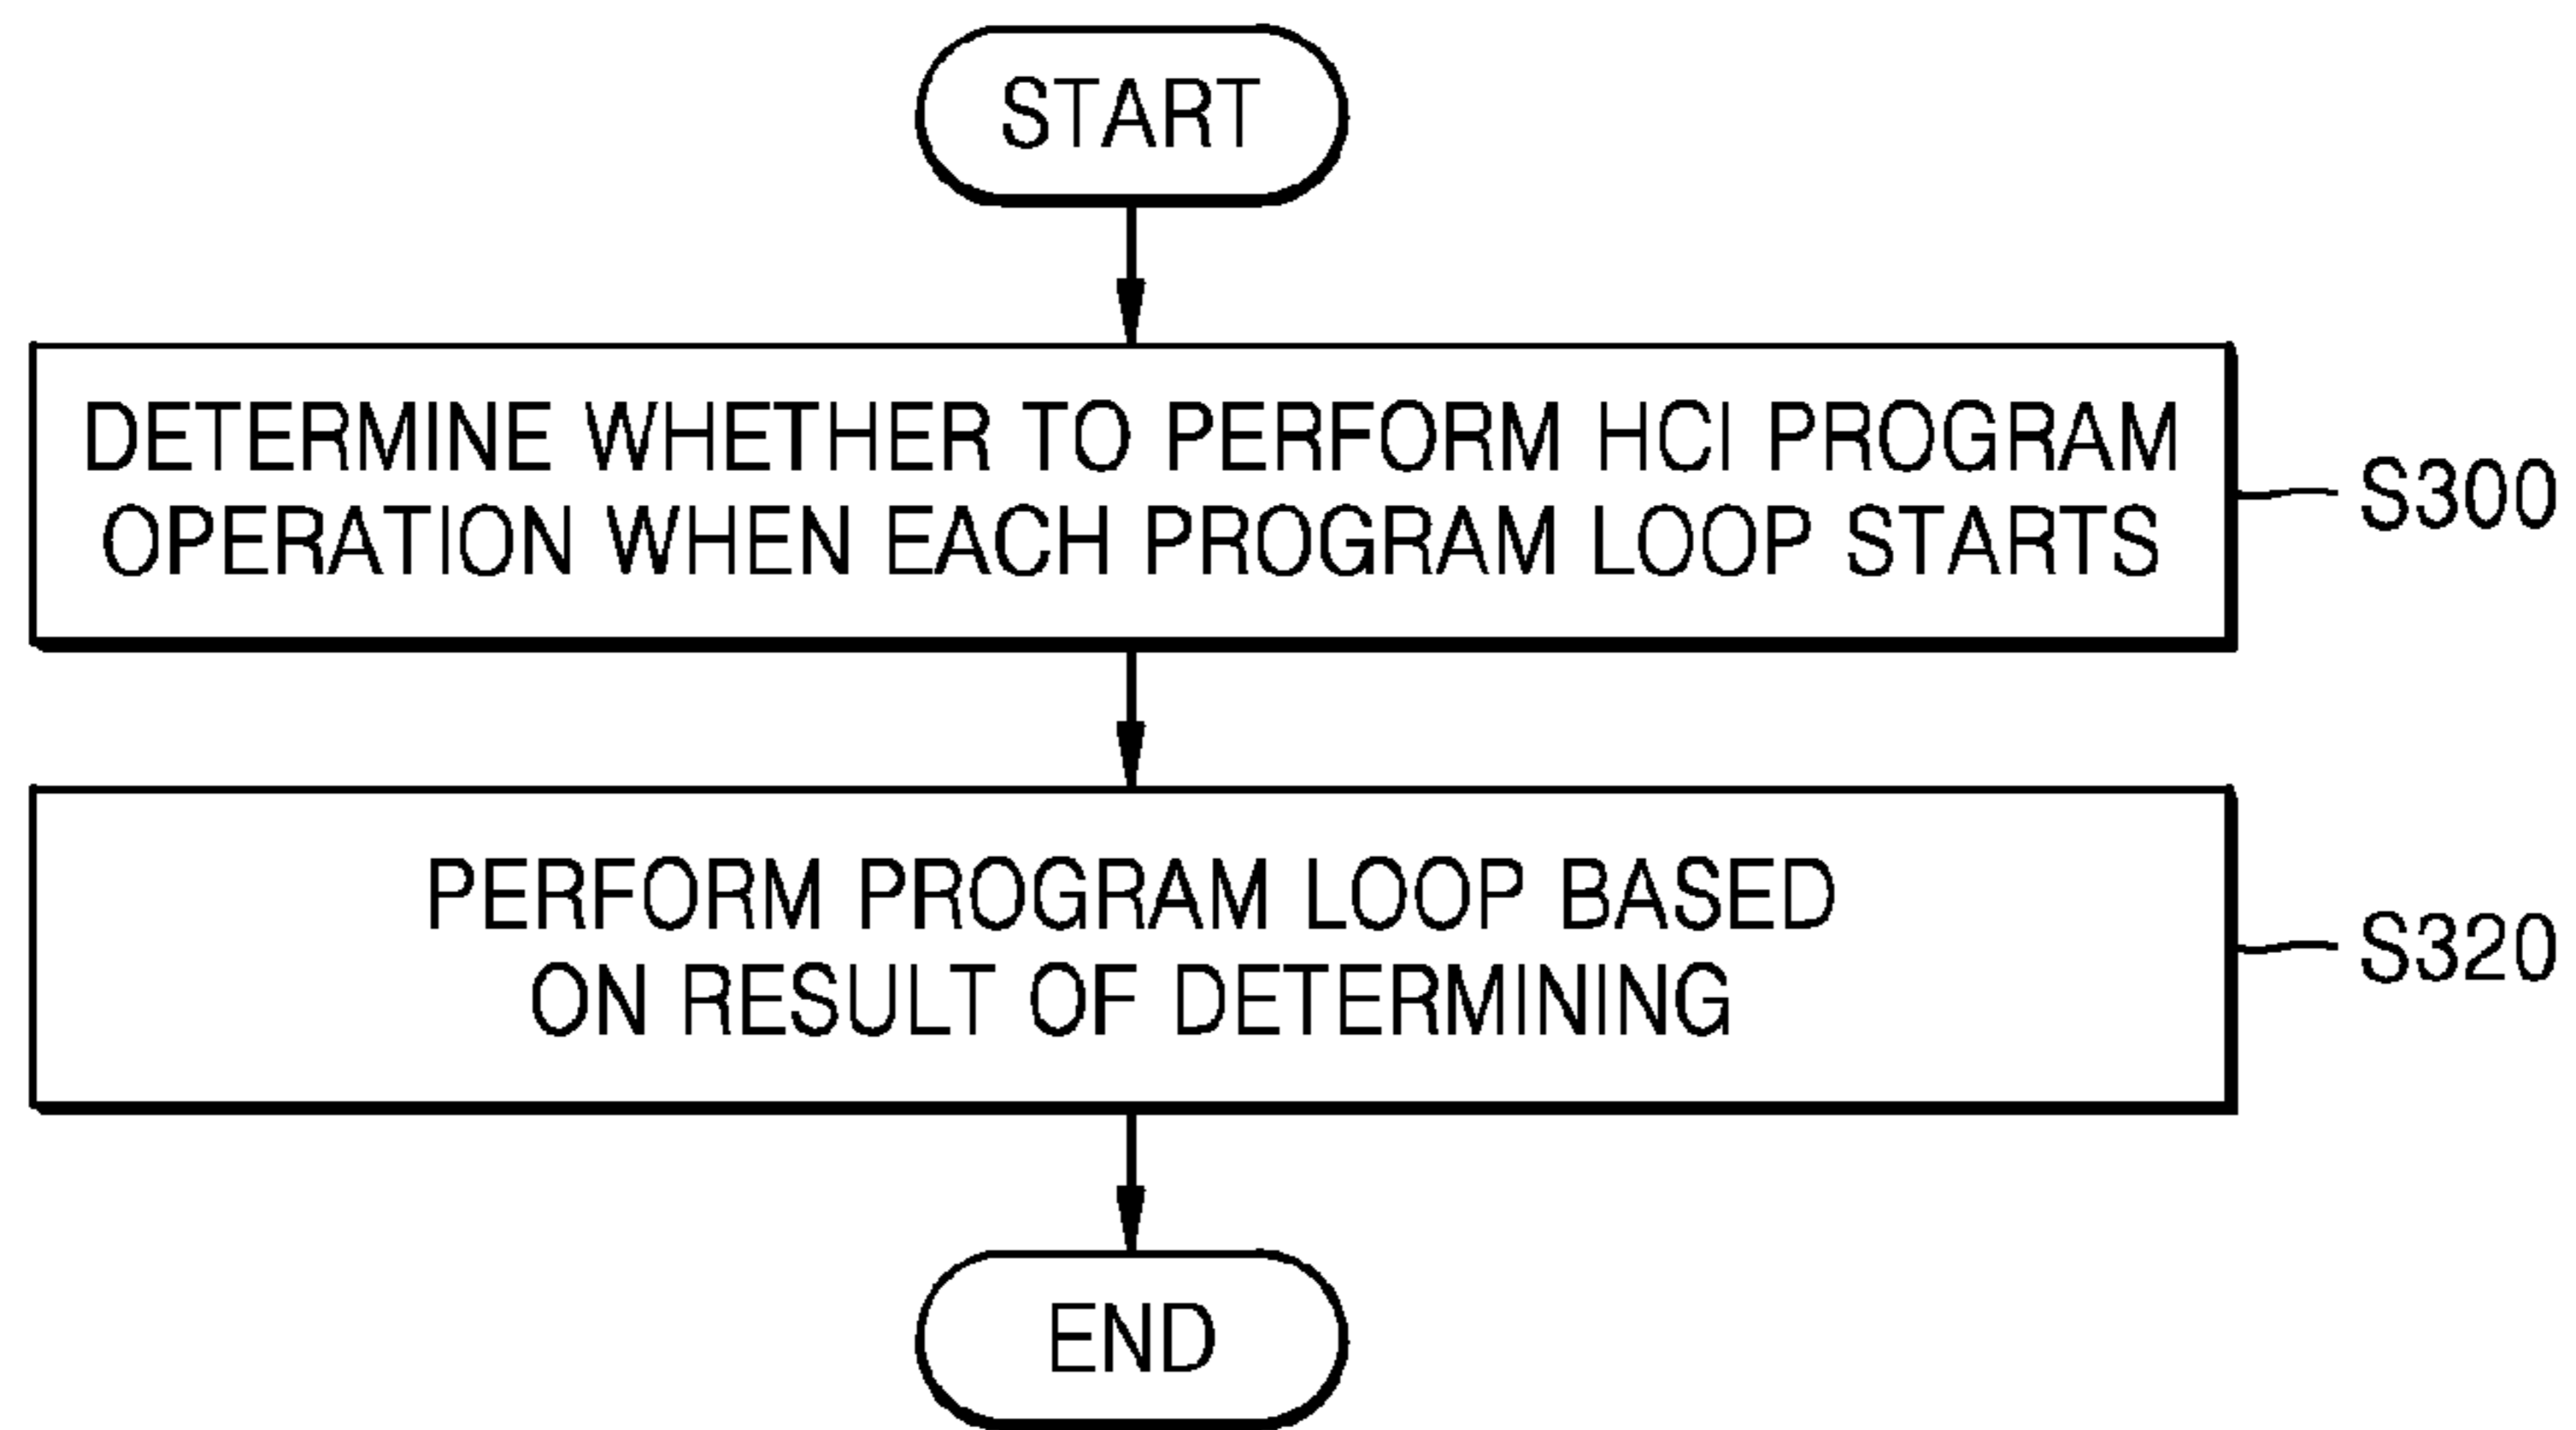 START
DETERMINE WHETHER TO PERFORM HCI PROGRAM
OPERATION WHEN EACH PROGRAM LOOP STARTS
S300
PERFORM PROGRAM LOOP BASED
ON RESULT OF DETERMINING
S320
END